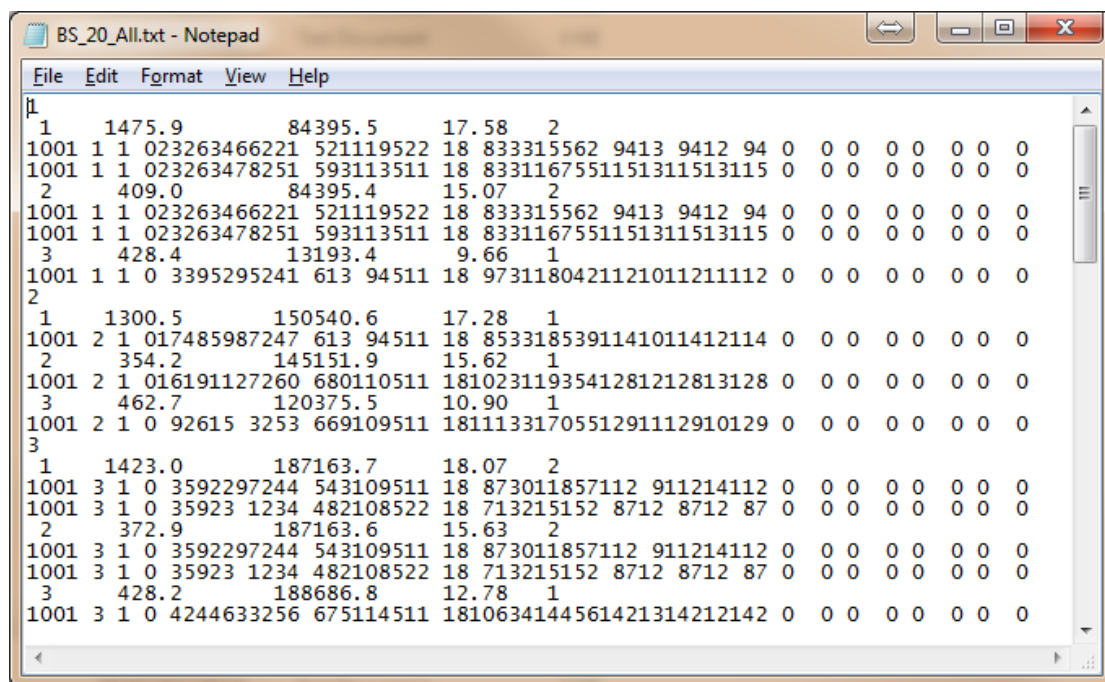 BS_20_All.txt - Notepad
File Edit Format View Help
1
1 1475.9 84395.5 17.58 2
1001 1 1 023263466221 521119522 18 833315562 9413 9412 94 0 0 0 0 0 0 0 0
1001 1 1 023263478251 593113511 18 8331167551151311513115 0 0 0 0 0 0 0 0
2 409.0 84395.4 15.07 2
1001 1 1 023263466221 521119522 18 833315562 9413 9412 94 0 0 0 0 0 0 0 0
1001 1 1 023263478251 593113511 18 8331167551151311513115 0 0 0 0 0 0 0 0
3 428.4 13193.4 9.66 1
1001 1 1 0 3395295241 613 94511 18 9731180421121011211112 0 0 0 0 0 0 0 0
2
1 1300.5 150540.6 17.28 1
1001 2 1 017485987247 613 94511 18 8533185391141011412114 0 0 0 0 0 0 0 0
2 354.2 145151.9 15.62 1
1001 2 1 016191127260 680110511 181023119354128121281​3128 0 0 0 0 0 0 0 0
3 462.7 120375.5 10.90 1
1001 2 1 0 92615 3253 669109511 1811133170551291112910129 0 0 0 0 0 0 0 0
3
1 1423.0 187163.7 18.07 2
1001 3 1 0 3592297244 543109511 18 873011857112 911214112 0 0 0 0 0 0 0 0
1001 3 1 0 35923 1234 482108522 18 713215152 8712 8712 87 0 0 0 0 0 0 0 0
2 372.9 187163.6 15.63 2
1001 3 1 0 3592297244 543109511 18 873011857112 911214112 0 0 0 0 0 0 0 0
1001 3 1 0 35923 1234 482108522 18 713215152 8712 8712 87 0 0 0 0 0 0 0 0
3 428.2 188686.8 12.78 1
1001 3 1 0 4244633256 675114511 1810634144561421314212142 0 0 0 0 0 0 0 0